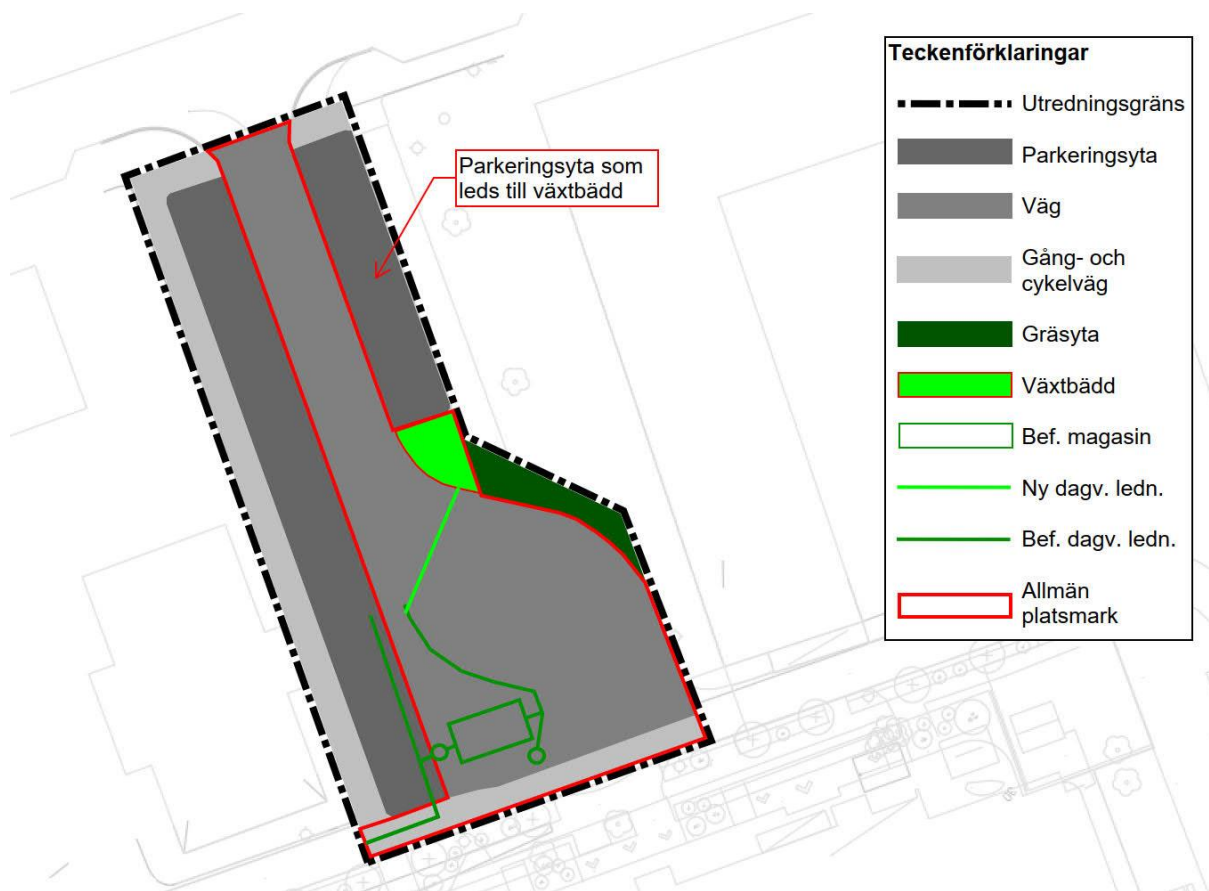 Parkeringsyta som
leds till växtbädd
Teckenförklaringar
Utredningsgräns
Parkeringsyta
Väg
Gång- och
cykelväg
Gräsyta
Växtbädd
Bef. magasin
Ny dagv. ledn.
Bef. dagv. ledn.
Allmän
platsmark